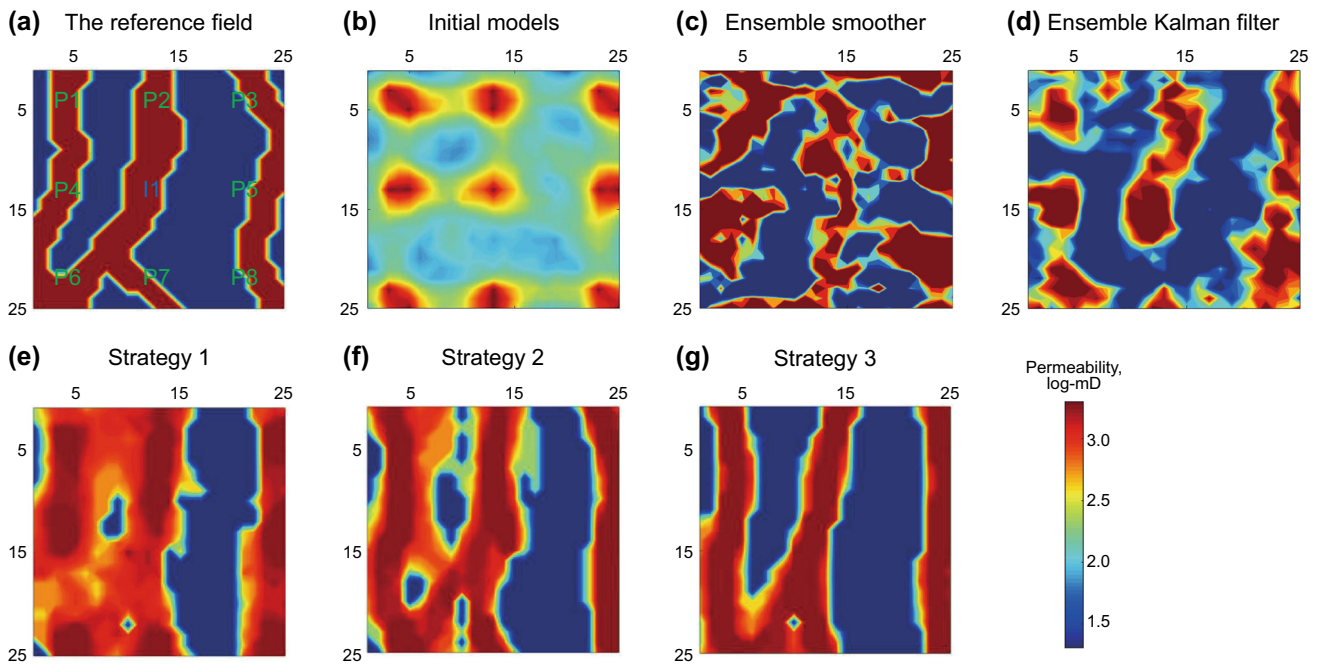 (a) The reference field
5 15 25
5
15
25
P1 P2 P3
P4 I1 P5
P6 P7 P8
(b) Initial models
5 15 25
5
15
25
(c) Ensemble smoother
5 15 25
5
15
25
(d) Ensemble Kalman filter
5 15 25
5
15
25
(e) Strategy 1
5 15 25
5
15
25
(f) Strategy 2
5 15 25
5
15
25
(g) Strategy 3
5 15 25
5
15
25
Permeability,
log-mD
3.0
2.5
2.0
1.5